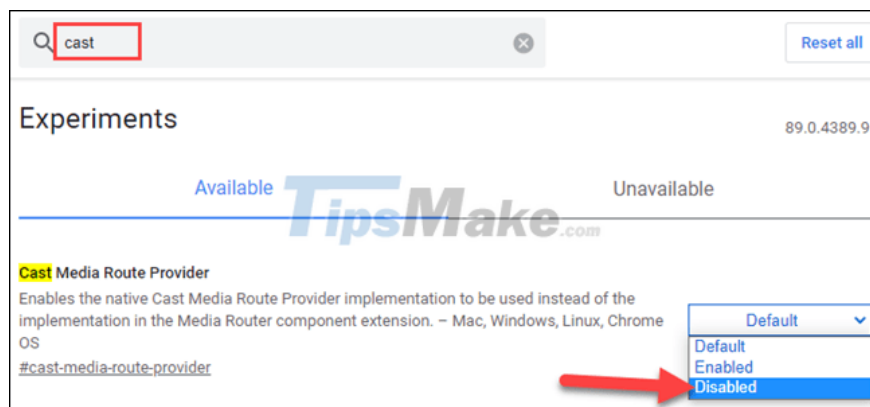 cast
Reset all
Experiments
89.0.4389.9
Available
Unavailable
TipsMake.com
Cast Media Route Provider
Enables the native Cast Media Route Provider implementation to be used instead of the
implementation in the Media Router component extension. – Mac, Windows, Linux, Chrome
OS
#cast-media-route-provider
Default
Default
Enabled
Disabled